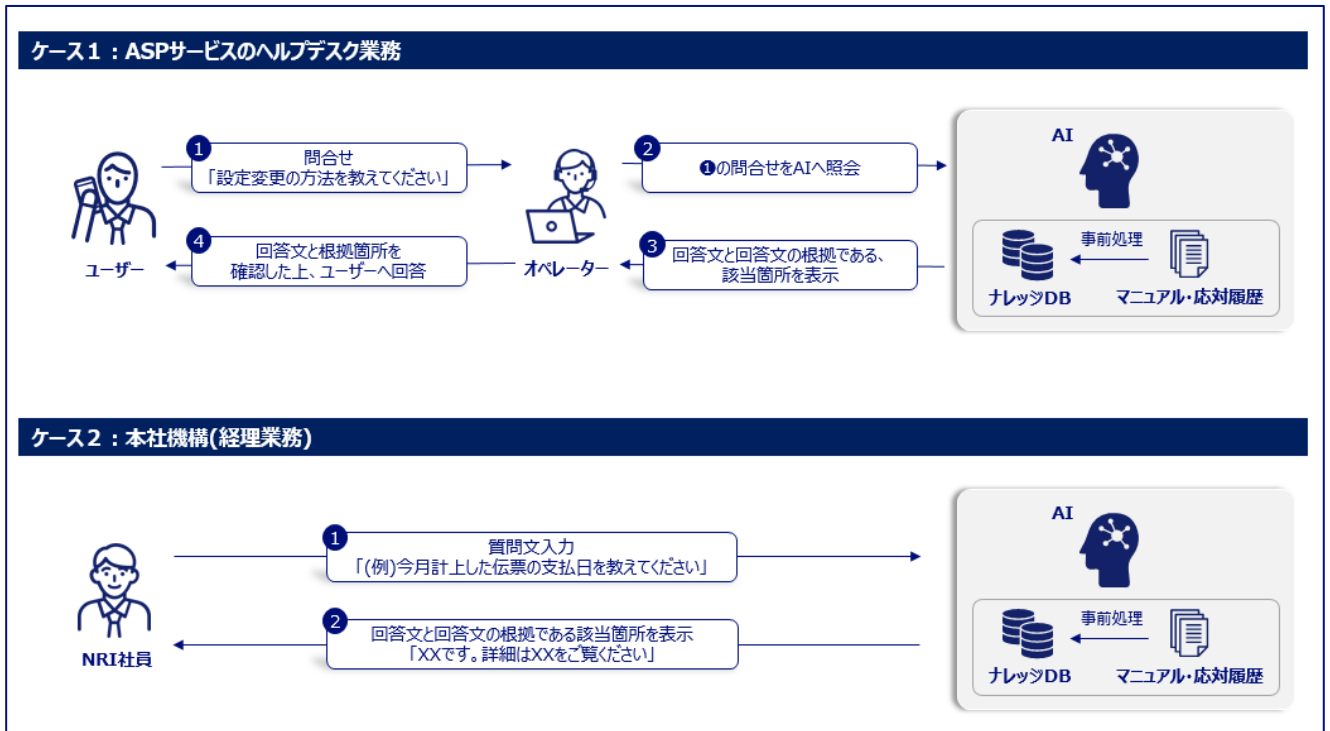 ケース1：ASPサービスのヘルプデスク業務
1
問合せ
「設定変更の方法を教えてください」
2
❶の問合せをAIへ照会
AI
4
回答文と根拠箇所を
確認した上、ユーザーへ回答
3
回答文と回答文の根拠である、
該当箇所を表示
事前処理
ユーザー
オペレーター
ナレッジDB
マニュアル・応対履歴
ケース2：本社機構(経理業務)
1
質問文入力
「(例)今月計上した伝票の支払日を教えてください」
AI
2
回答文と回答文の根拠である該当箇所を表示
「XXです。詳細はXXをご覧ください」
事前処理
NRI社員
ナレッジDB
マニュアル・応対履歴